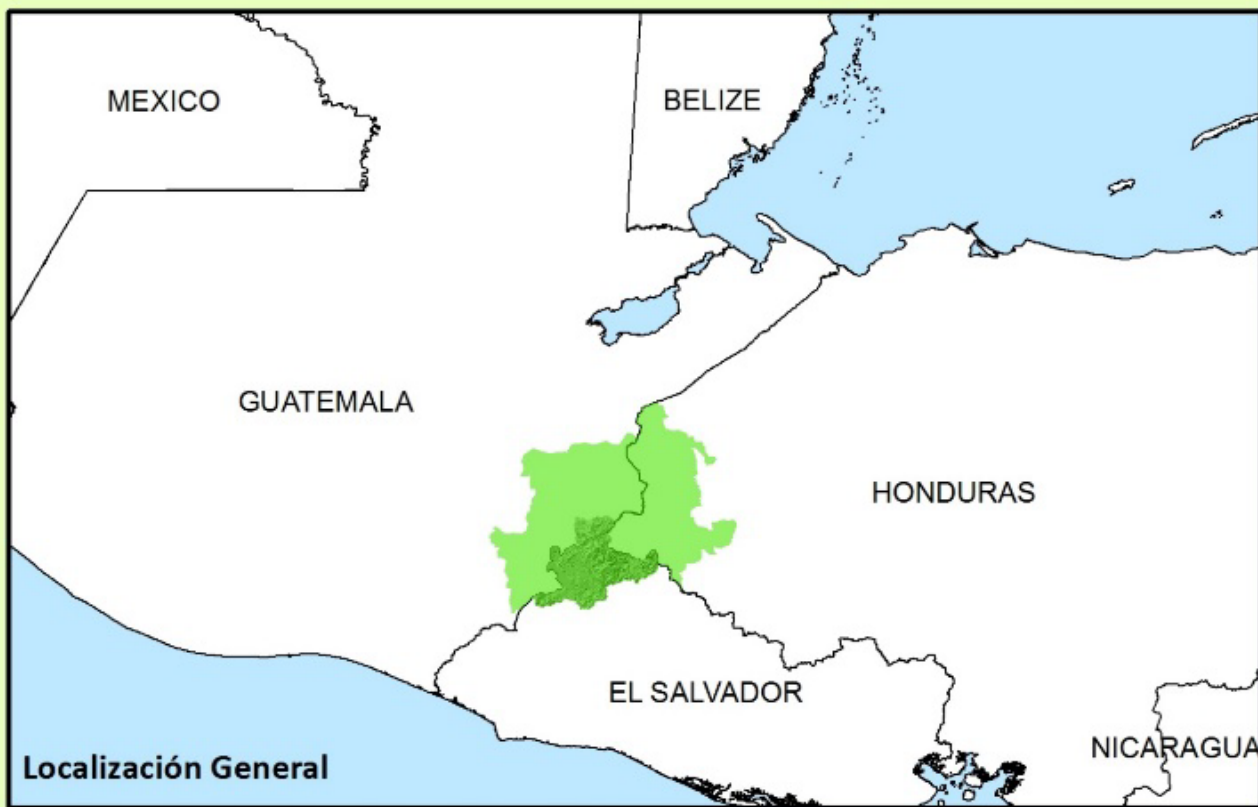 MEXICO
BELIZE
GUATEMALA
HONDURAS
EL SALVADOR
NICARAGUA
Localización General